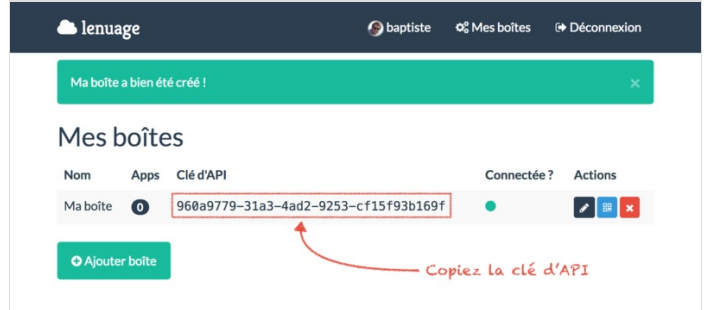 lenuage baptiste Mes boîtes Déconnexion
Ma boîte a bien été créé ! ×
Mes boîtes
Nom Apps Clé d'API Connectée ? Actions
Ma boîte 0 960a9779-31a3-4ad2-9253-cf15f93b169f
Ajouter boîte
Copiez la clé d'API